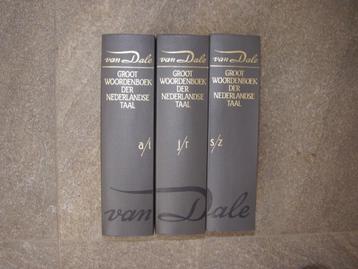 van Dale
GROOT
WOORDENBOEK
DER
NEDERLANDSE
TAAL
a/i
van Dale
GROOT
WOORDENBOEK
DER
NEDERLANDSE
TAAL
j/r
van Dale
GROOT
WOORDENBOEK
DER
NEDERLANDSE
TAAL
s/z
van Dale